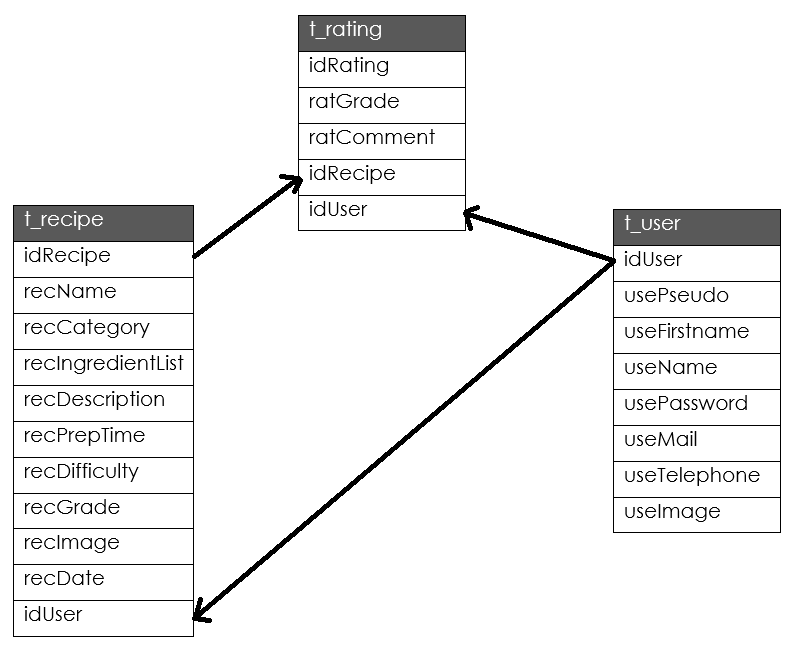 t_rating
idRating
ratGrade
ratComment
idRecipe
idUser
t_recipe
idRecipe
recName
recCategory
recIngredientList
recDescription
recPrepTime
recDifficulty
recGrade
recImage
recDate
idUser
t_user
idUser
usePseudo
useFirstname
useName
usePassword
useMail
useTelephone
useImage